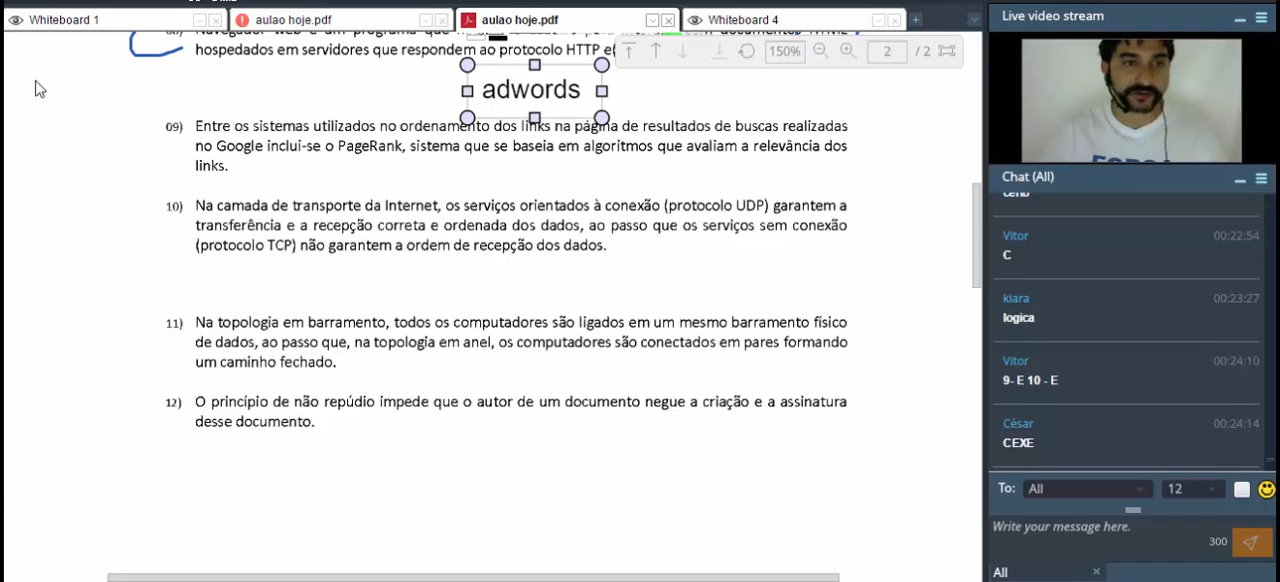 Whiteboard 1
aulao hoje.pdf
aulao hoje.pdf
Whiteboard 4
hospedados em servidores que respondem ao protocolo HTTP e(
150%
2
/ 2
adwords
09) Entre os sistemas utilizados no ordenamento dos links na página de resultados de buscas realizadas
no Google inclui-se o PageRank, sistema que se baseia em algoritmos que avaliam a relevância dos
links.
10) Na camada de transporte da Internet, os serviços orientados à conexão (protocolo UDP) garantem a
transferência e a recepção correta e ordenada dos dados, ao passo que os serviços sem conexão
(protocolo TCP) não garantem a ordem de recepção dos dados.
11) Na topologia em barramento, todos os computadores são ligados em um mesmo barramento físico
de dados, ao passo que, na topologia em anel, os computadores são conectados em pares formando
um caminho fechado.
12) O princípio de não repúdio impede que o autor de um documento negue a criação e a assinatura
desse documento.
Live video stream
Chat (All)
Vitor 00:22:54
C
kiara 00:23:27
logica
Vitor 00:24:10
9- E 10 - E
César 00:24:14
CEXE
To: All 12
Write your message here.
300
All